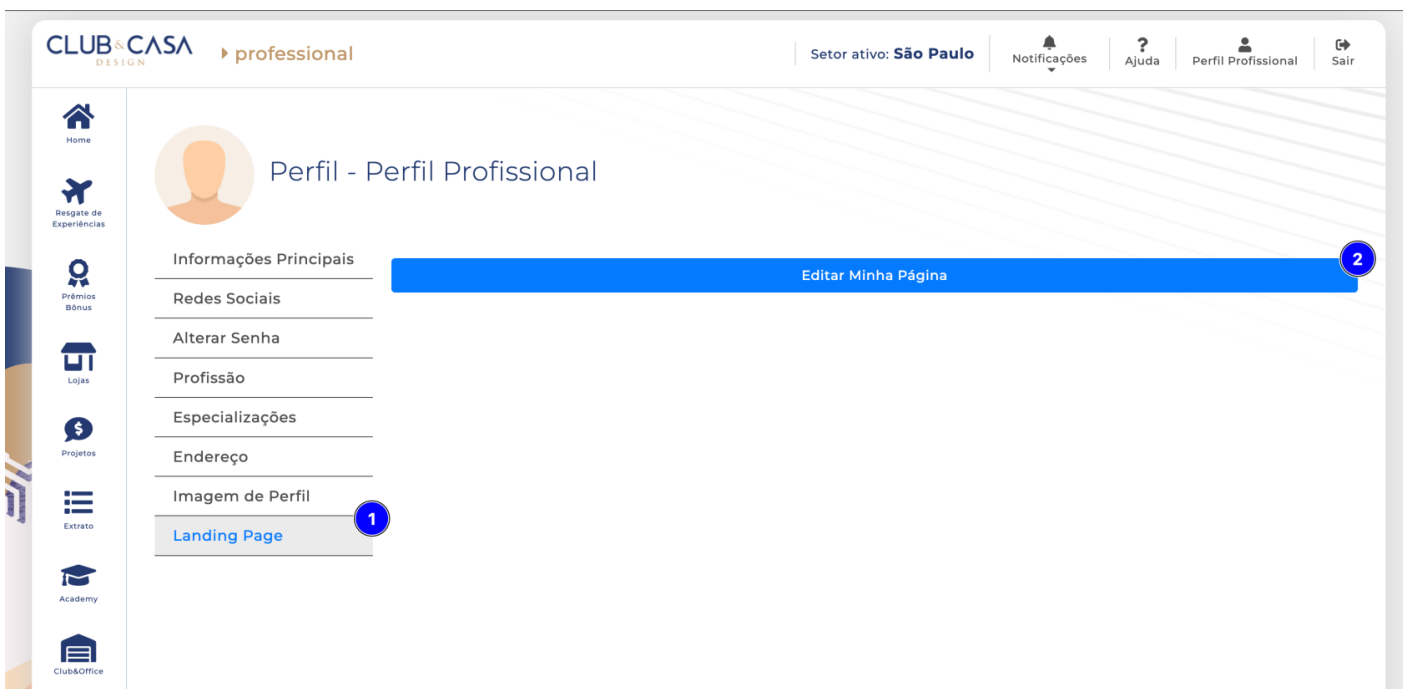 CLUB&CASA
DESIGN
professional
Setor ativo: São Paulo
Notificações
?
Ajuda
Perfil Profissional
Sair
Home
Resgate de
Experiências
Prêmios
Bônus
Lojas
$
Projetos
Extrato
Academy
Club&Office
Perfil - Perfil Profissional
Informações Principais
Redes Sociais
Alterar Senha
Profissão
Especializações
Endereço
Imagem de Perfil
1
Landing Page
Editar Minha Página
2